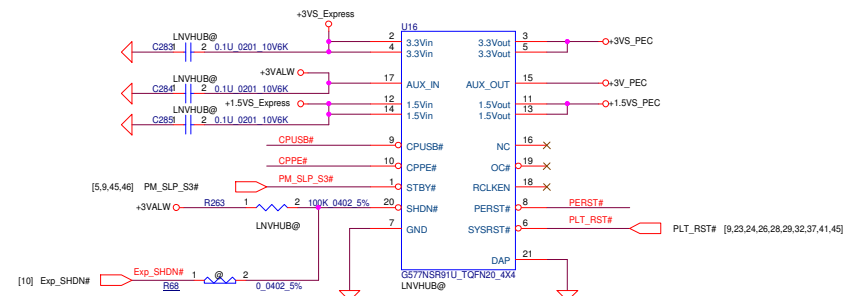 +3VS_Express
U16
LNVHUB@
C283 1 2 0.1U_0201_10V6K
2 3.3Vin 3.3Vout 3 +3VS_PEC
4 3.3Vin 3.3Vout 5
+3VALW
LNVHUB@
C284 1 2 0.1U_0201_10V6K
17 AUX_IN AUX_OUT 15 +3V_PEC
+1.5VS_Express
LNVHUB@
C285 1 2 0.1U_0201_10V6K
12 1.5Vin 1.5Vout 11 +1.5VS_PEC
14 1.5Vin 1.5Vout 13
CPUSB# 9 CPUSB# NC 16
CPPE# 10 CPPE# OC# 19
[5,9,45,46] PM_SLP_S3# PM_SLP_S3# 1 STBY# RCLKEN 18
+3VALW R263 1 2 100K_0402_5% 20 SHDN# PERST# 8 PERST#
LNVHUB@
7 GND SYSRST# 6 PLT_RST# PLT_RST# [9,23,24,26,28,29,32,37,41,45]
DAP 21
[10] Exp_SHDN# Exp_SHDN# 1 @ 2
R68 0_0402_5%
G577NSR91U_TQFN20_4X4
LNVHUB@